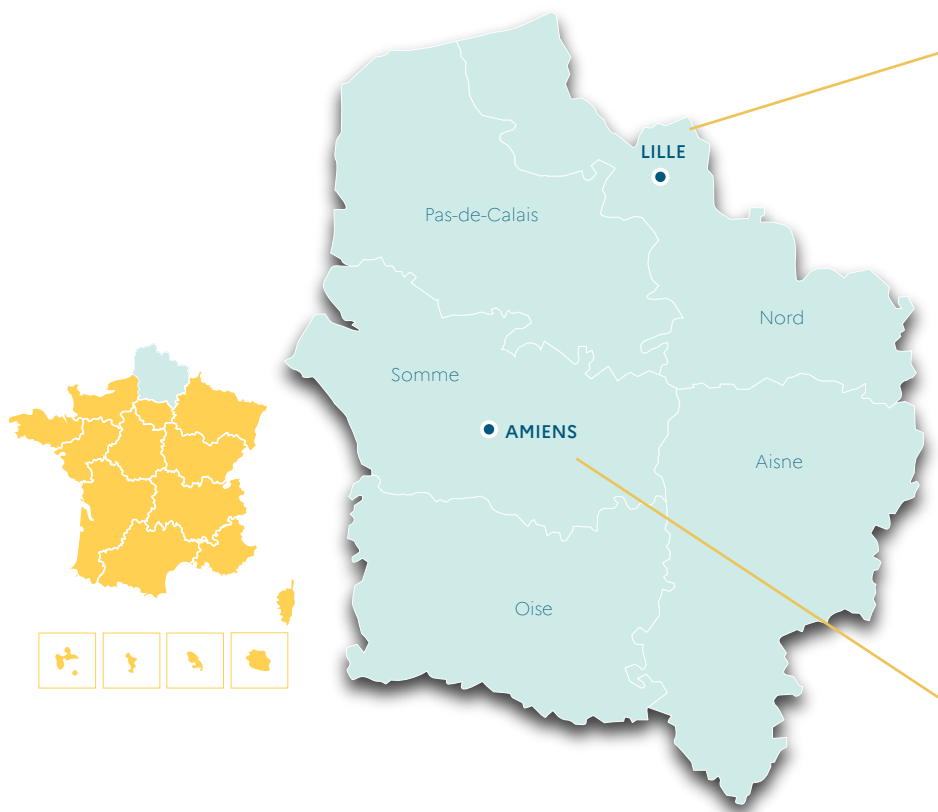 LILLE
Pas-de-Calais
Nord
Somme
AMIENS
Aisne
Oise